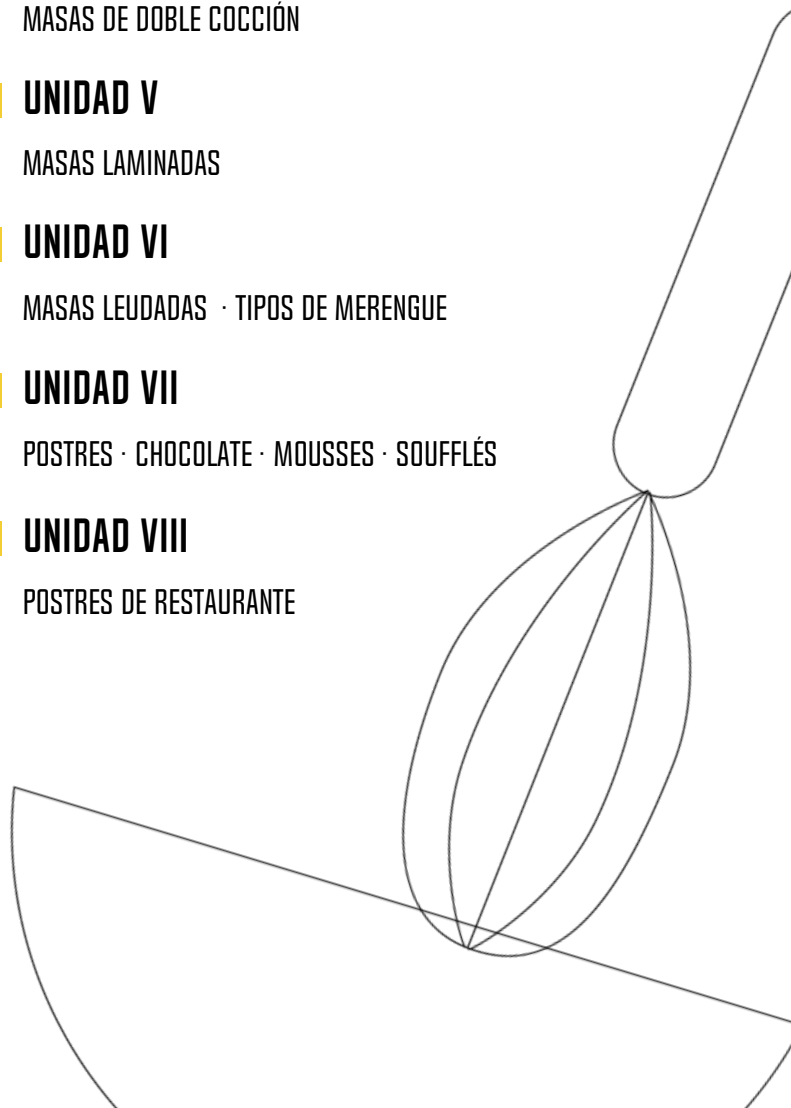 MASAS DE DOBLE COCCIÓN
UNIDAD V
MASAS LAMINADAS
UNIDAD VI
MASAS LEUDADAS · TIPOS DE MERENGUE
UNIDAD VII
POSTRES · CHOCOLATE · MOUSSES · SOUFFLÉS
UNIDAD VIII
POSTRES DE RESTAURANTE